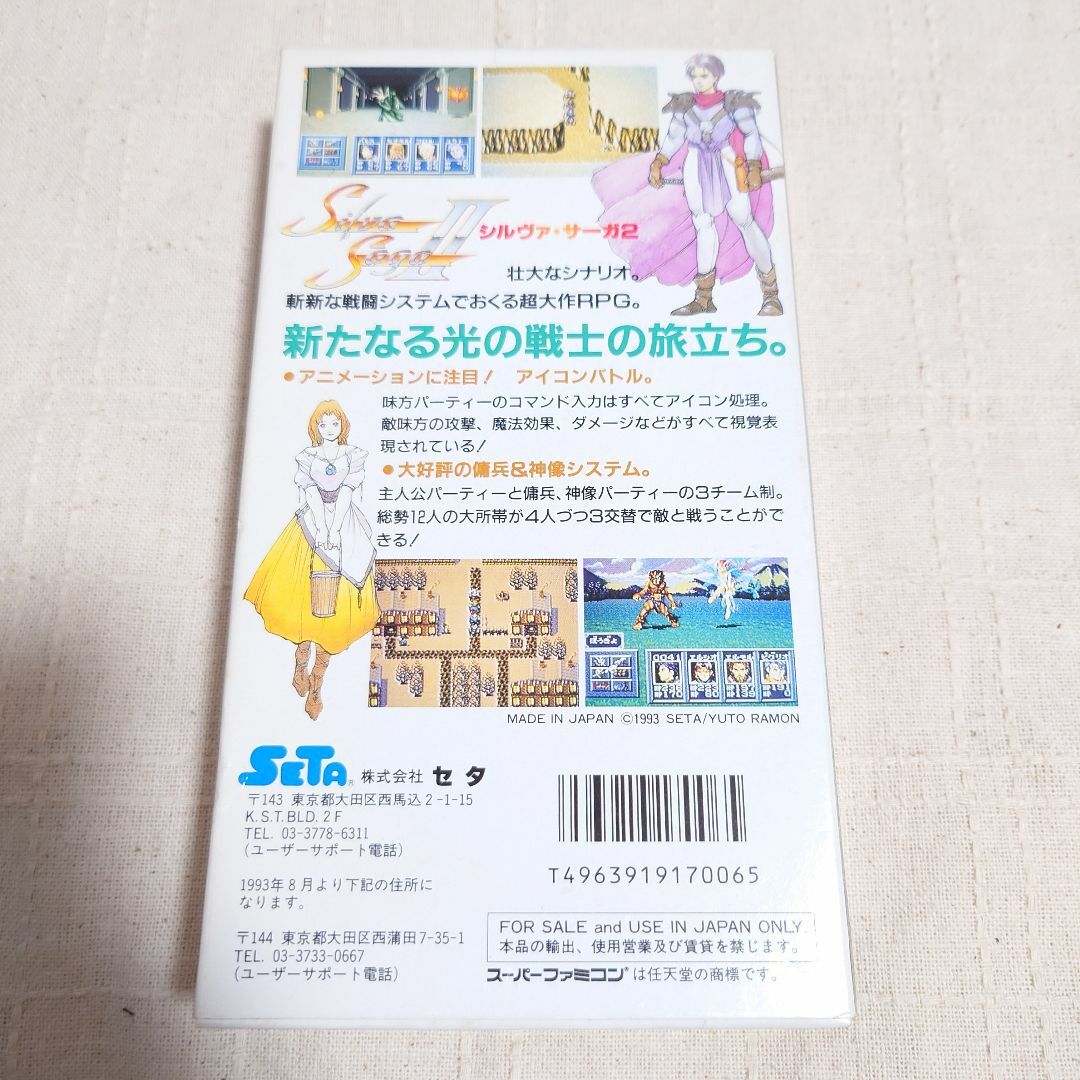 Silva Saga II
シルヴァ・サーガ2
壮大なシナリオ。
斬新な戦闘システムでおくる超大作RPG。
新たなる光の戦士の旅立ち。
●アニメーションに注目! アイコンバトル。
味方パーティーのコマンド入力はすべてアイコン処理。
敵味方の攻撃、魔法効果、ダメージなどがすべて視覚表
現されている!
●大好評の傭兵&神像システム。
主人公パーティーと傭兵、神像パーティーの3チーム制。
総勢12人の大所帯が4人づつ3交替で敵と戦うことがで
きる!
ぼうぎょ
MADE IN JAPAN ©1993 SETA/YUTO RAMON
SETA® 株式会社 セタ
〒143 東京都大田区西馬込2-1-15
K.S.T.BLD.2F
TEL. 03-3778-6311
(ユーザーサポート電話)
1993年8月より下記の住所に
なります。
〒144 東京都大田区西蒲田7-35-1
TEL. 03-3733-0667
(ユーザーサポート電話)
T4963919170065
FOR SALE and USE IN JAPAN ONLY.
本品の輸出、使用営業及び賃貸を禁じます。
スーパーファミコン®は任天堂の商標です。